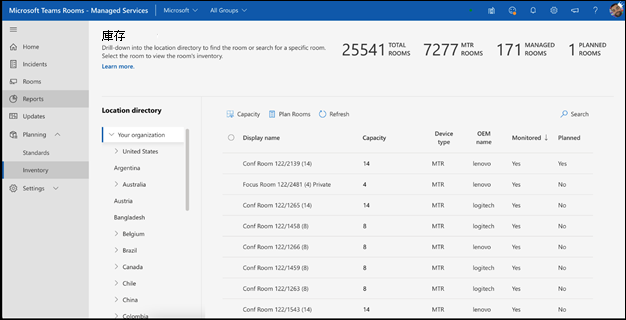 Microsoft Teams Rooms - Managed Services Microsoft All Groups ?
庫存
Drill-down into the location directory to find the room or search for a specific room.
Select the room to view the room's inventory.
Learn more.
25541 TOTAL ROOMS 7277 MTR ROOMS 171 MANAGED ROOMS 1 PLANNED ROOMS
Home
Incidents
Rooms
Reports
Updates
Planning
Standards
Inventory
Settings
Location directory
Your organization
United States
Argentina
Australia
Austria
Bangladesh
Belgium
Brazil
Canada
Chile
China
Colombia
Capacity Plan Rooms Refresh Search
Display name Capacity Device type OEM name Monitored ↓ Planned
Conf Room 122/2139 (14) 14 MTR lenovo Yes Yes
Focus Room 122/2481 (4) Private 4 MTR lenovo Yes No
Conf Room 122/1265 (14) 14 MTR logitech Yes No
Conf Room 122/1458 (8) 8 MTR logitech Yes No
Conf Room 122/1266 (8) 8 MTR lenovo Yes No
Conf Room 122/1459 (8) 8 MTR logitech Yes No
Conf Room 122/1263 (8) 8 MTR logitech Yes No
Conf Room 122/1543 (14) 14 MTR lenovo Yes No